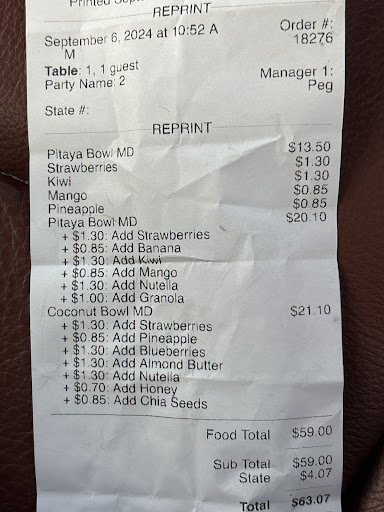 Printed Sep
REPRINT
September 6, 2024 at 10:52 A
M
Order #:
18276
Table: 1, 1 guest
Party Name: 2
Manager 1:
Peg
State #:
REPRINT
Pitaya Bowl MD $13.50
Strawberries $1.30
Kiwi $1.30
Mango $0.85
Pineapple $0.85
Pitaya Bowl MD $20.10
+ $1.30: Add Strawberries
+ $0.85: Add Banana
+ $1.30: Add Kiwi
+ $0.85: Add Mango
+ $1.30: Add Nutella
+ $1.00: Add Granola
Coconut Bowl MD $21.10
+ $1.30: Add Strawberries
+ $0.85: Add Pineapple
+ $1.30: Add Blueberries
+ $1.30: Add Almond Butter
+ $1.30: Add Nutella
+ $0.70: Add Honey
+ $0.85: Add Chia Seeds
Food Total $59.00
Sub Total $59.00
State $4.07
Total $63.07